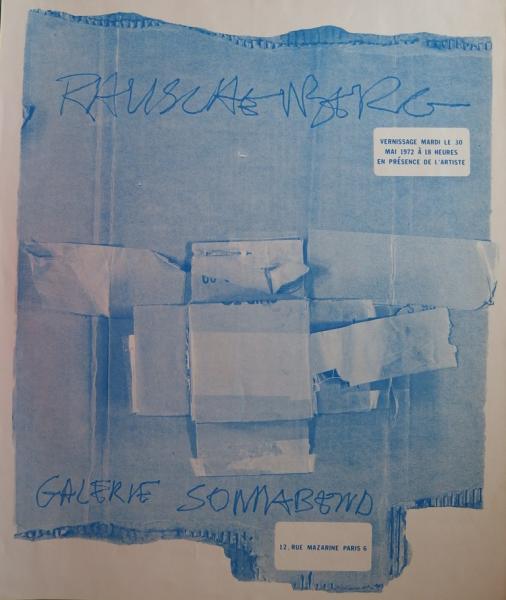 RAUSCHENBERG
VERNISSAGE MARDI LE 30
MAI 1972 À 18 HEURES
EN PRÉSENCE DE L'ARTISTE
GALERIE SONNABEND
12, RUE MAZARINE PARIS 6